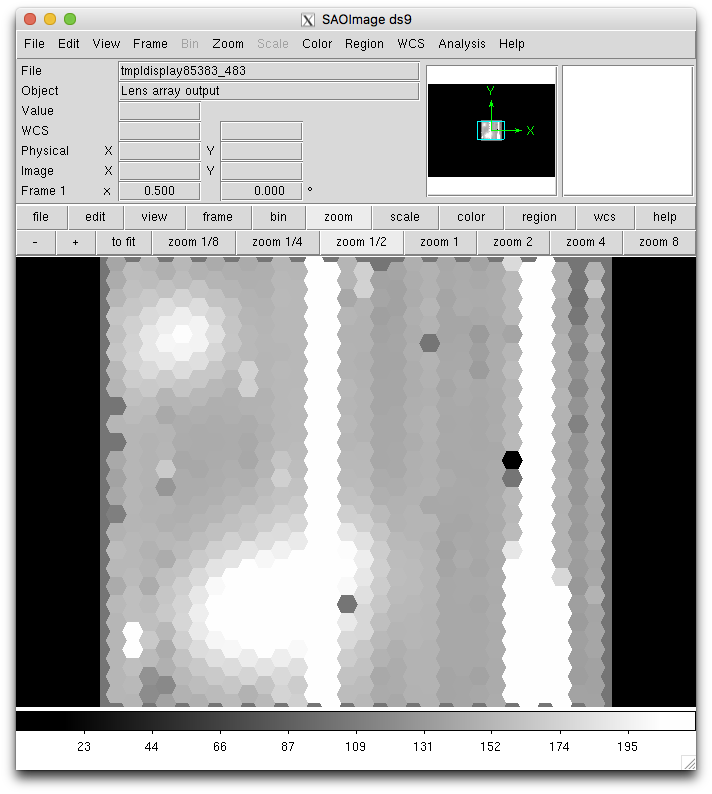 SAOImage ds9
File Edit View Frame Bin Zoom Scale Color Region WCS Analysis Help
File tmpldisplay85383_483
Object Lens array output
Value
WCS
Physical X Y
Image X Y
Frame 1 x 0.500 0.000 °
Y
X
file edit view frame bin zoom scale color region wcs help
- + to fit zoom 1/8 zoom 1/4 zoom 1/2 zoom 1 zoom 2 zoom 4 zoom 8
23 44 66 87 109 131 152 174 195